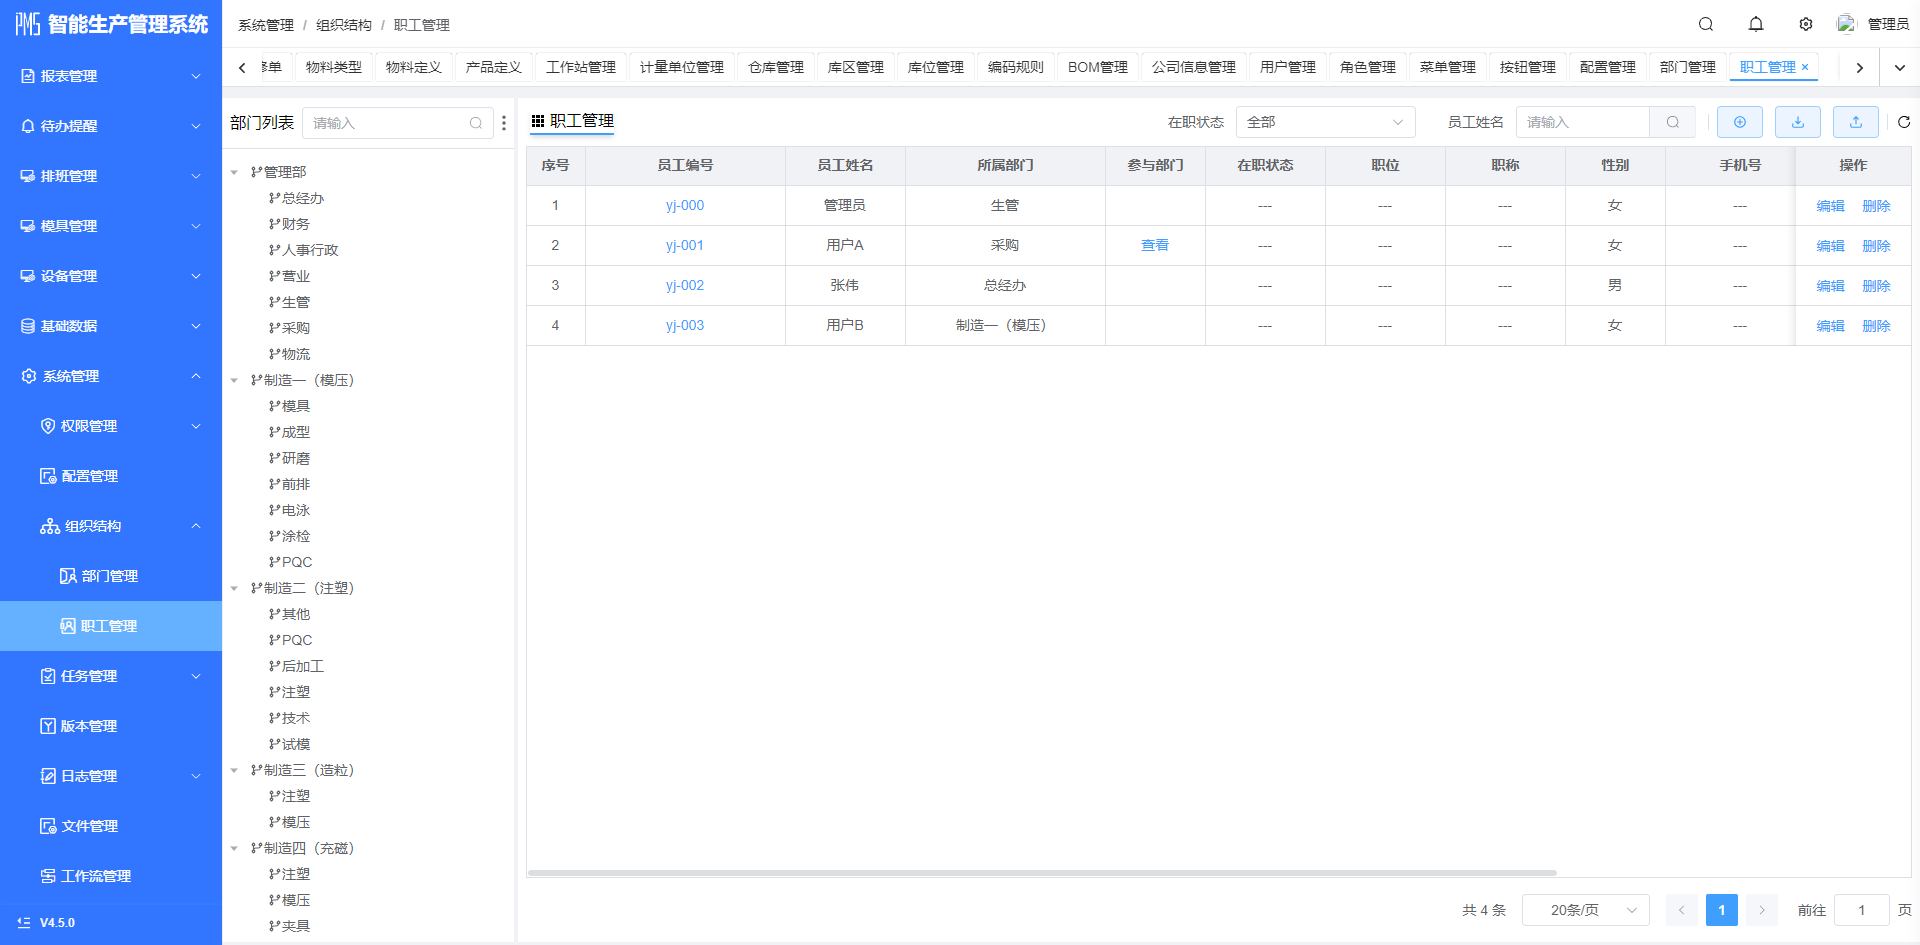 PMS 智能生产管理系统
报表管理
待办提醒
排班管理
模具管理
设备管理
基础数据
系统管理
权限管理
配置管理
组织结构
部门管理
职工管理
任务管理
版本管理
日志管理
文件管理
工作流管理
V4.5.0
系统管理 / 组织结构 / 职工管理
管理员
修单 物料类型 物料定义 产品定义 工作站管理 计量单位管理 仓库管理 库区管理 库位管理 编码规则 BOM管理 公司信息管理 用户管理 角色管理 菜单管理 按钮管理 配置管理 部门管理 职工管理 ×
部门列表 请输入
管理部
总经办
财务
人事行政
营业
生管
采购
物流
制造一（模压）
模具
成型
研磨
前排
电泳
涂检
PQC
制造二（注塑）
其他
PQC
后加工
注塑
技术
试模
制造三（造粒）
注塑
模压
制造四（充磁）
注塑
模压
夹具
职工管理 在职状态 全部 员工姓名 请输入
序号 员工编号 员工姓名 所属部门 参与部门 在职状态 职位 职称 性别 手机号 操作
1 yj-000 管理员 生管 --- --- --- 女 --- 编辑 删除
2 yj-001 用户A 采购 查看 --- --- --- 女 --- 编辑 删除
3 yj-002 张伟 总经办 --- --- --- 男 --- 编辑 删除
4 yj-003 用户B 制造一（模压） --- --- --- 女 --- 编辑 删除
共 4 条 20条/页 1 前往 1 页